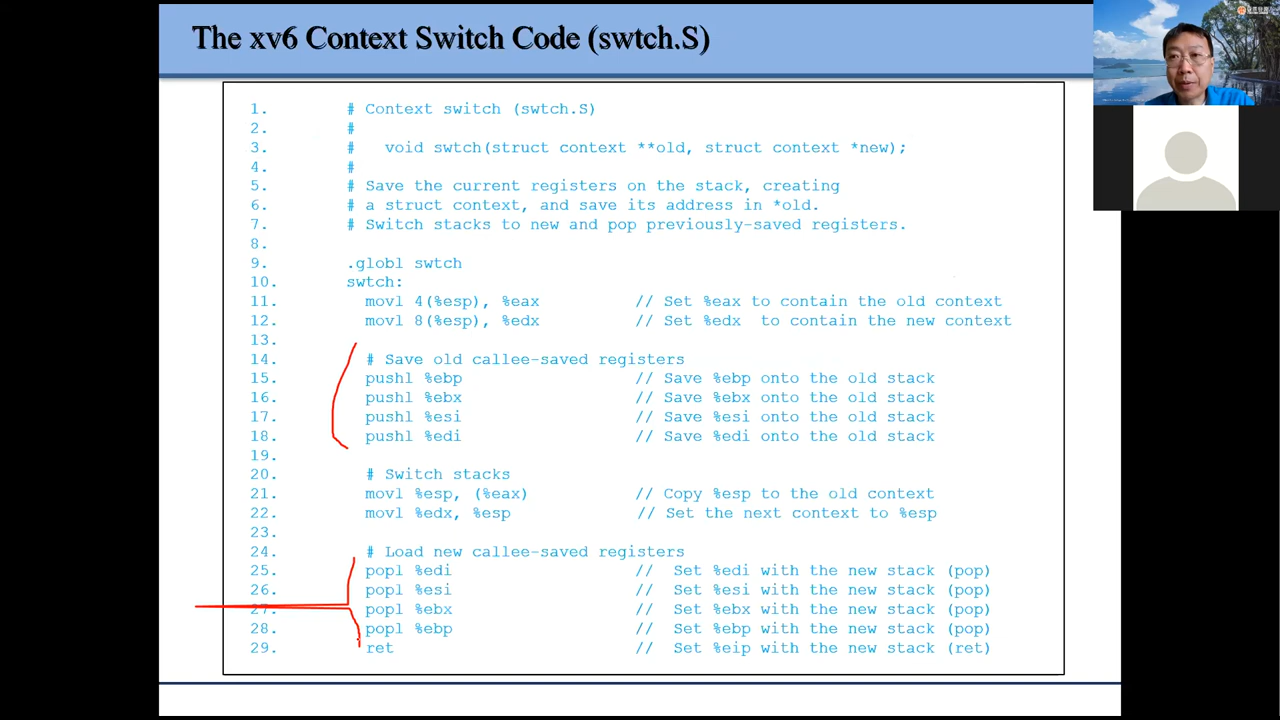 The xv6 Context Switch Code (swtch.S)
1. # Context switch (swtch.S)
2. #
3. # void swtch(struct context **old, struct context *new);
4. #
5. # Save the current registers on the stack, creating
6. # a struct context, and save its address in *old.
7. # Switch stacks to new and pop previously-saved registers.
8.
9. .globl swtch
10. swtch:
11. movl 4(%esp), %eax // Set %eax to contain the old context
12. movl 8(%esp), %edx // Set %edx to contain the new context
13.
14. # Save old callee-saved registers
15. pushl %ebp // Save %ebp onto the old stack
16. pushl %ebx // Save %ebx onto the old stack
17. pushl %esi // Save %esi onto the old stack
18. pushl %edi // Save %edi onto the old stack
19.
20. # Switch stacks
21. movl %esp, (%eax) // Copy %esp to the old context
22. movl %edx, %esp // Set the next context to %esp
23.
24. # Load new callee-saved registers
25. popl %edi // Set %edi with the new stack (pop)
26. popl %esi // Set %esi with the new stack (pop)
27. popl %ebx // Set %ebx with the new stack (pop)
28. popl %ebp // Set %ebp with the new stack (pop)
29. ret // Set %eip with the new stack (ret)